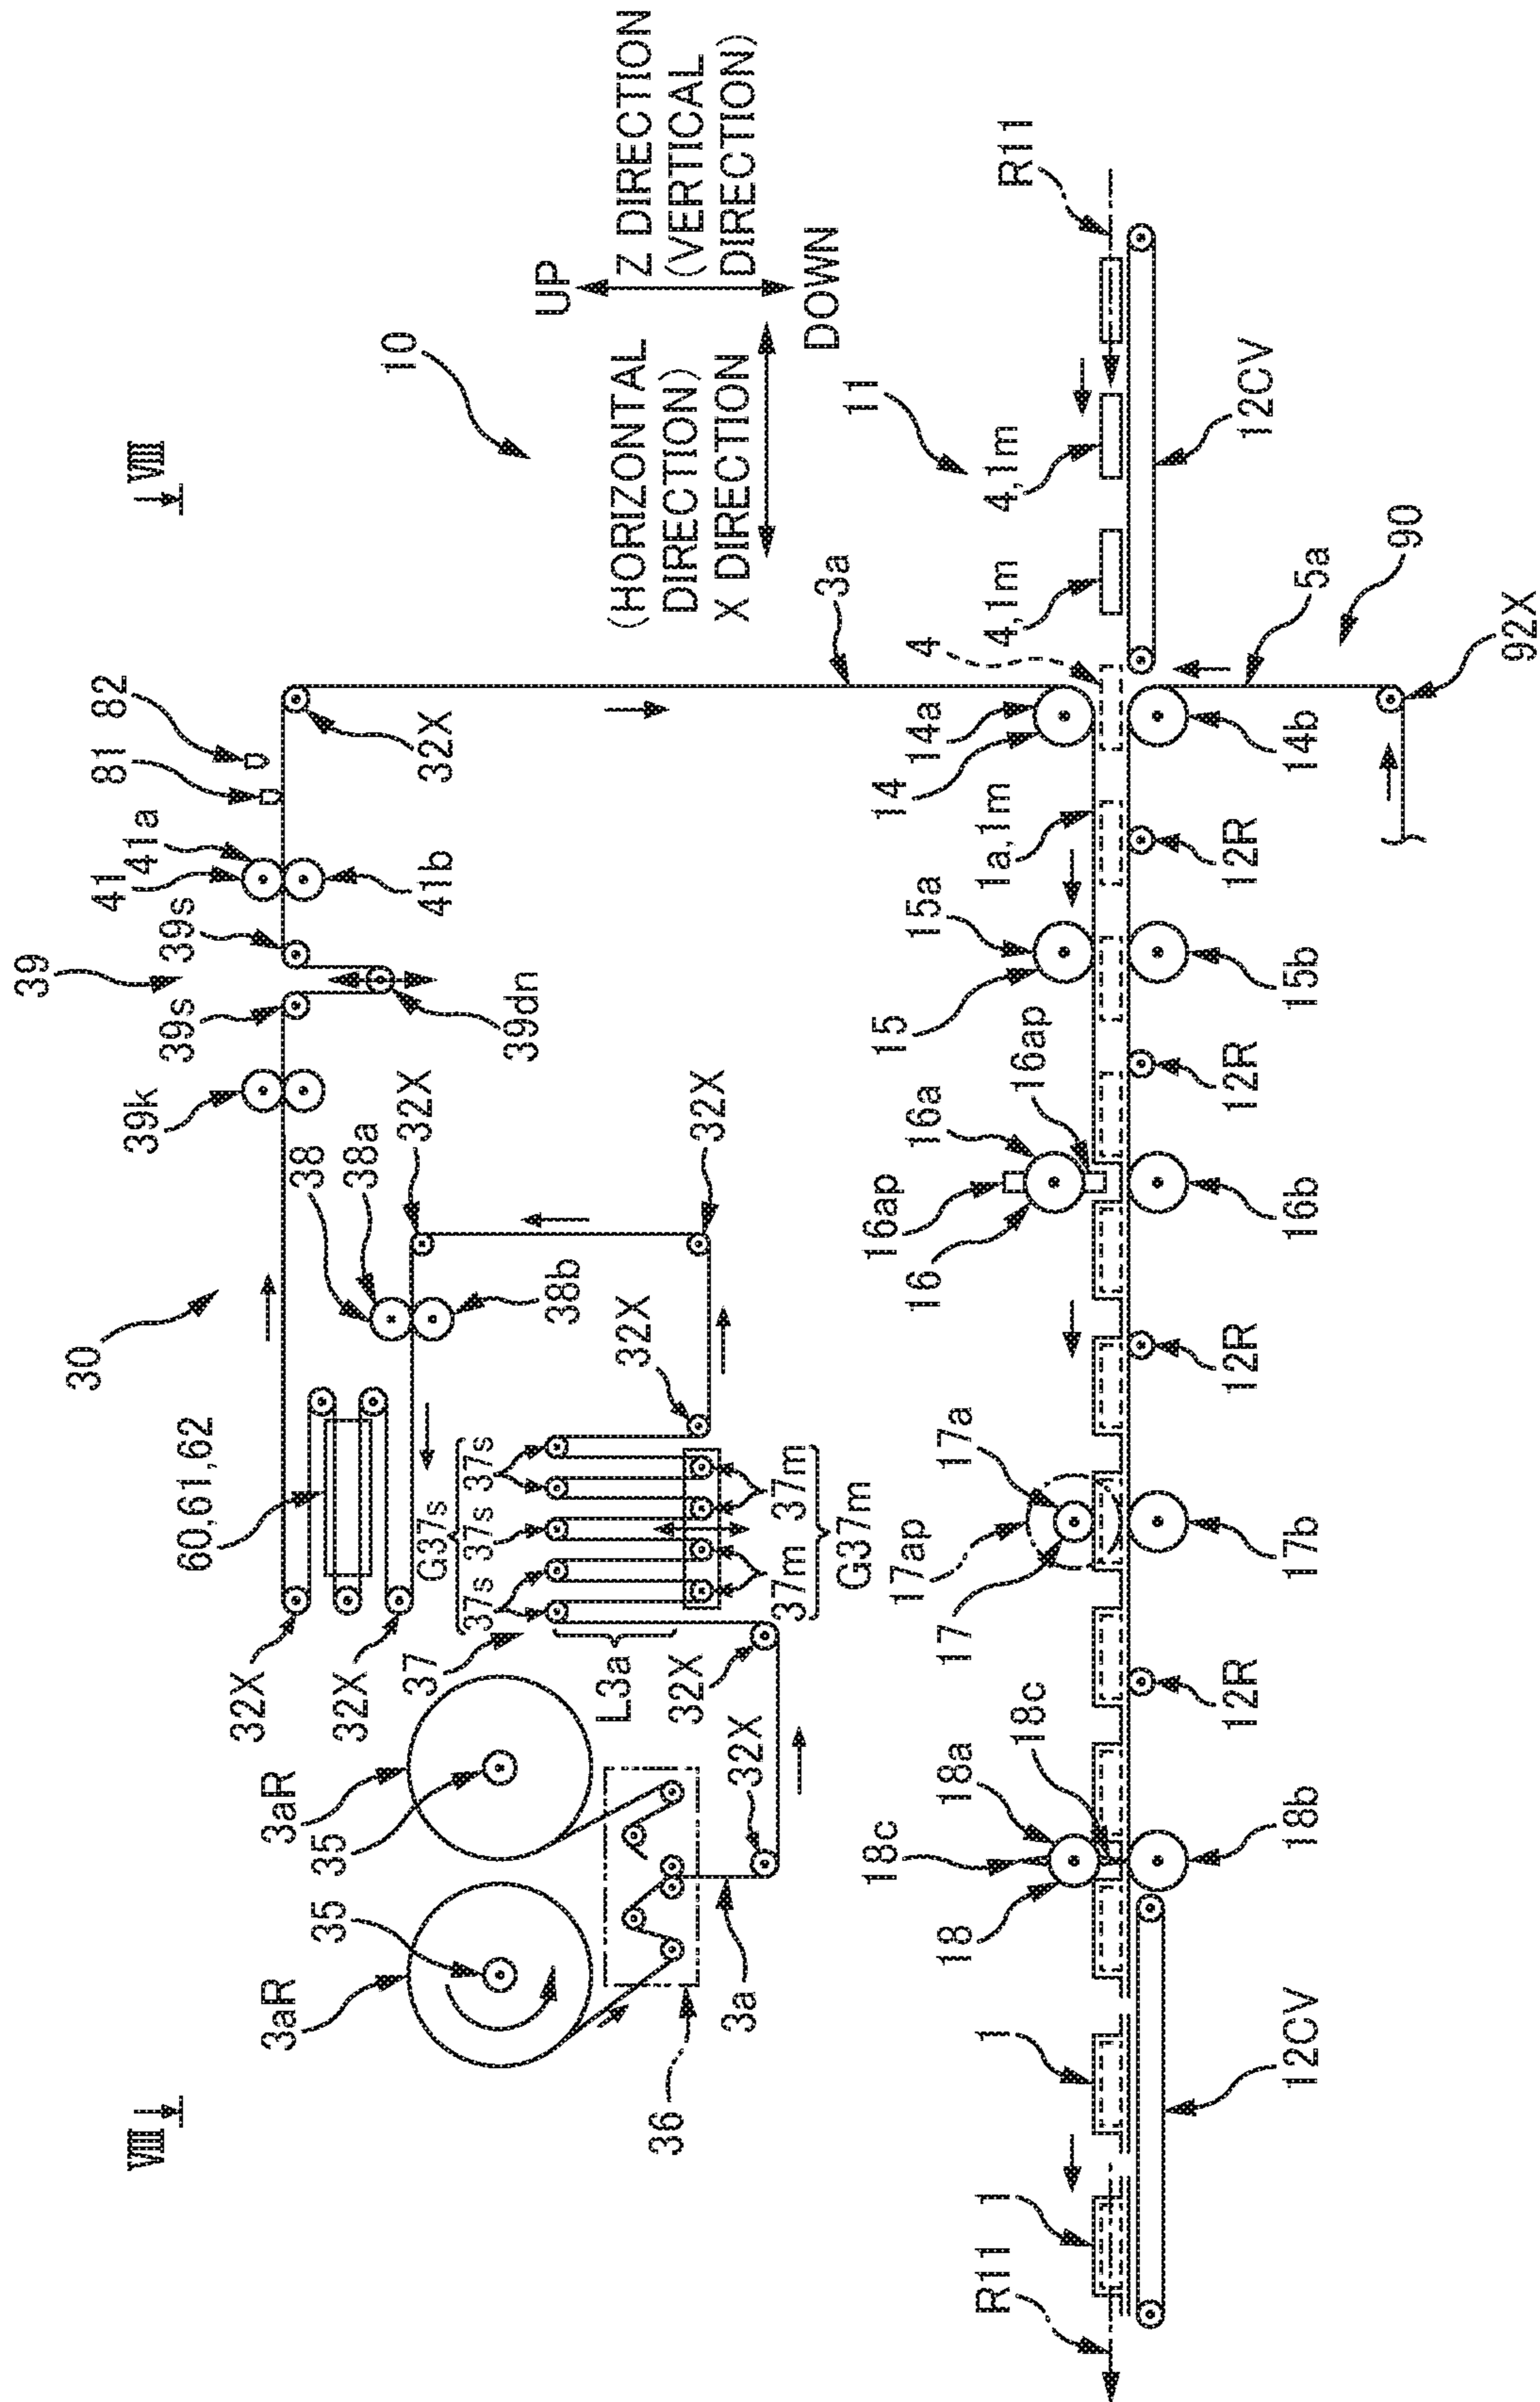 39
39k
39s
39s
41
41a
81
82
VIII
VIII
30
60,61,62
38
38a
32X
32X
39dn
41b
32X
10
32X
32X
3aR
35
3aR
35
G37s
37s
37s
37s
38b
32X
UP
Z DIRECTION
(VERTICAL
DIRECTION)
DOWN
(HORIZONTAL
DIRECTION)
X DIRECTION
36
3a
32X
32X
L3a
37
37m
37m
G37m
32X
3a
11
R11
R11
1
1
18c
18
18a
18c
17ap
17
17a
16ap
16
16a
16ap
15
15a
1a,1m
14
14a
4
4,1m
4,1m
12CV
18b
12R
17b
12R
16b
12R
15b
12R
14b
5a
12CV
90
92X